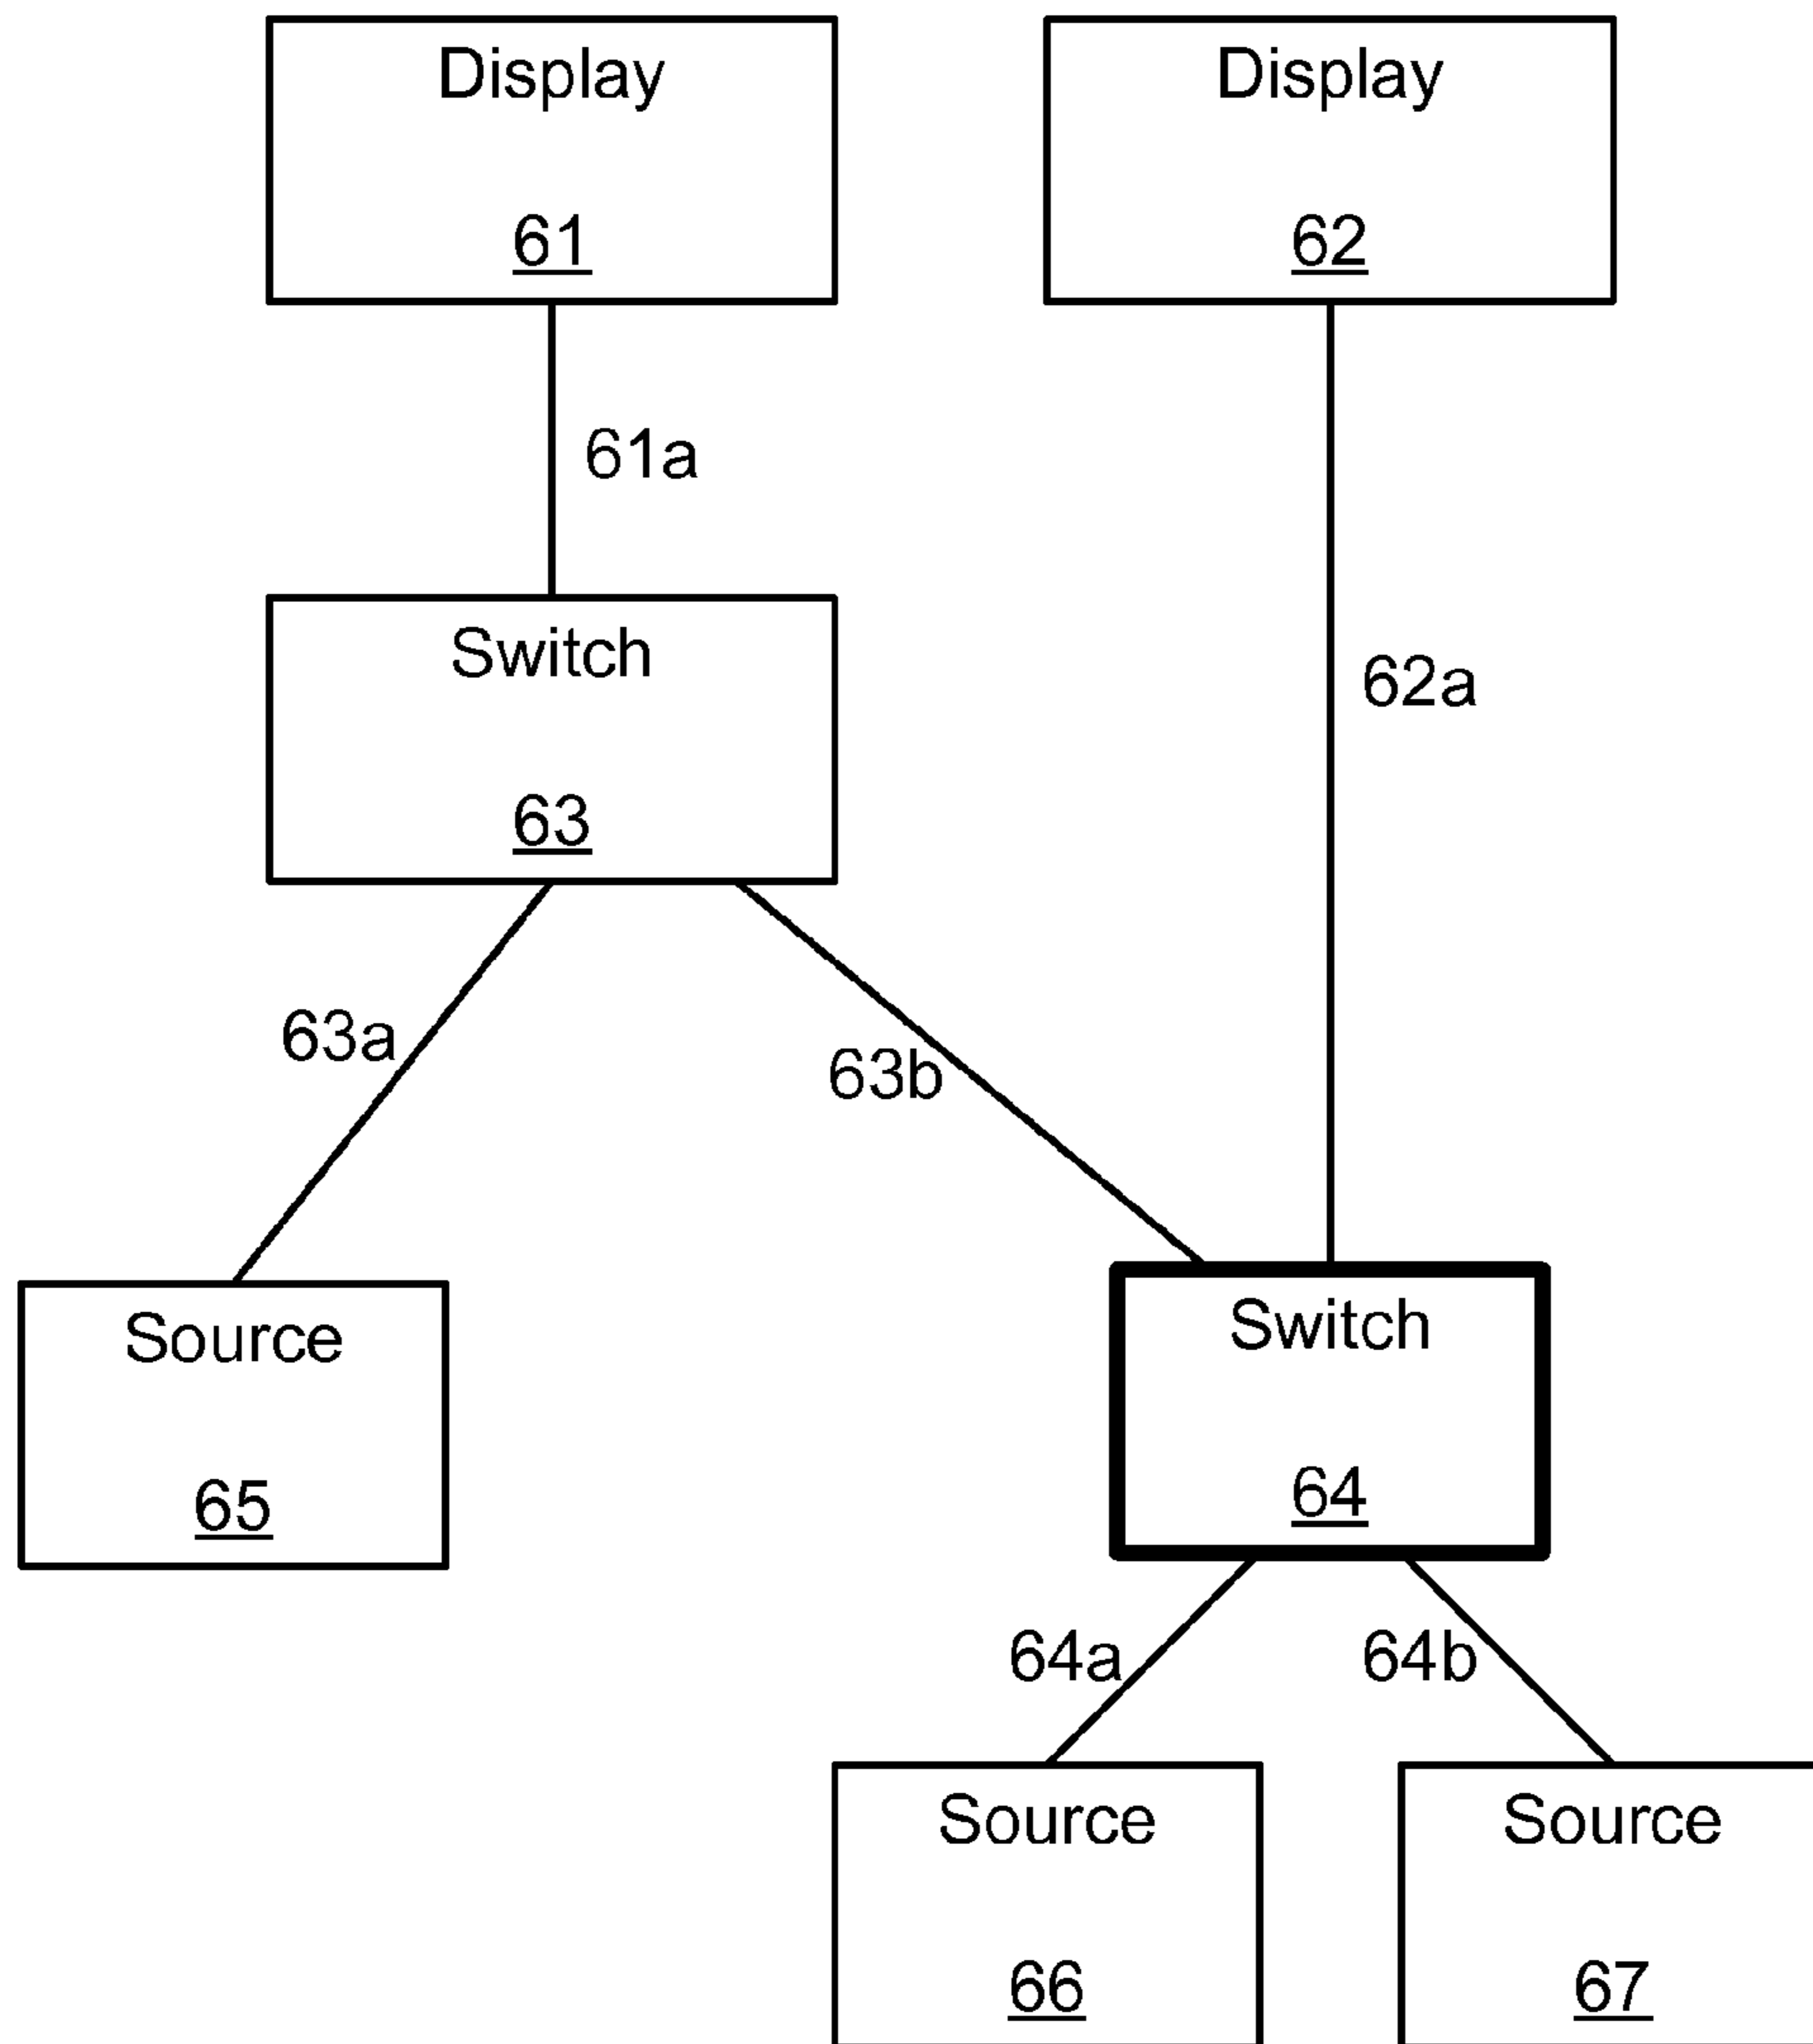 Display
61
Display
62
61a
62a
Switch
63
63a
63b
Source
65
Switch
64
64a
64b
Source
66
Source
67